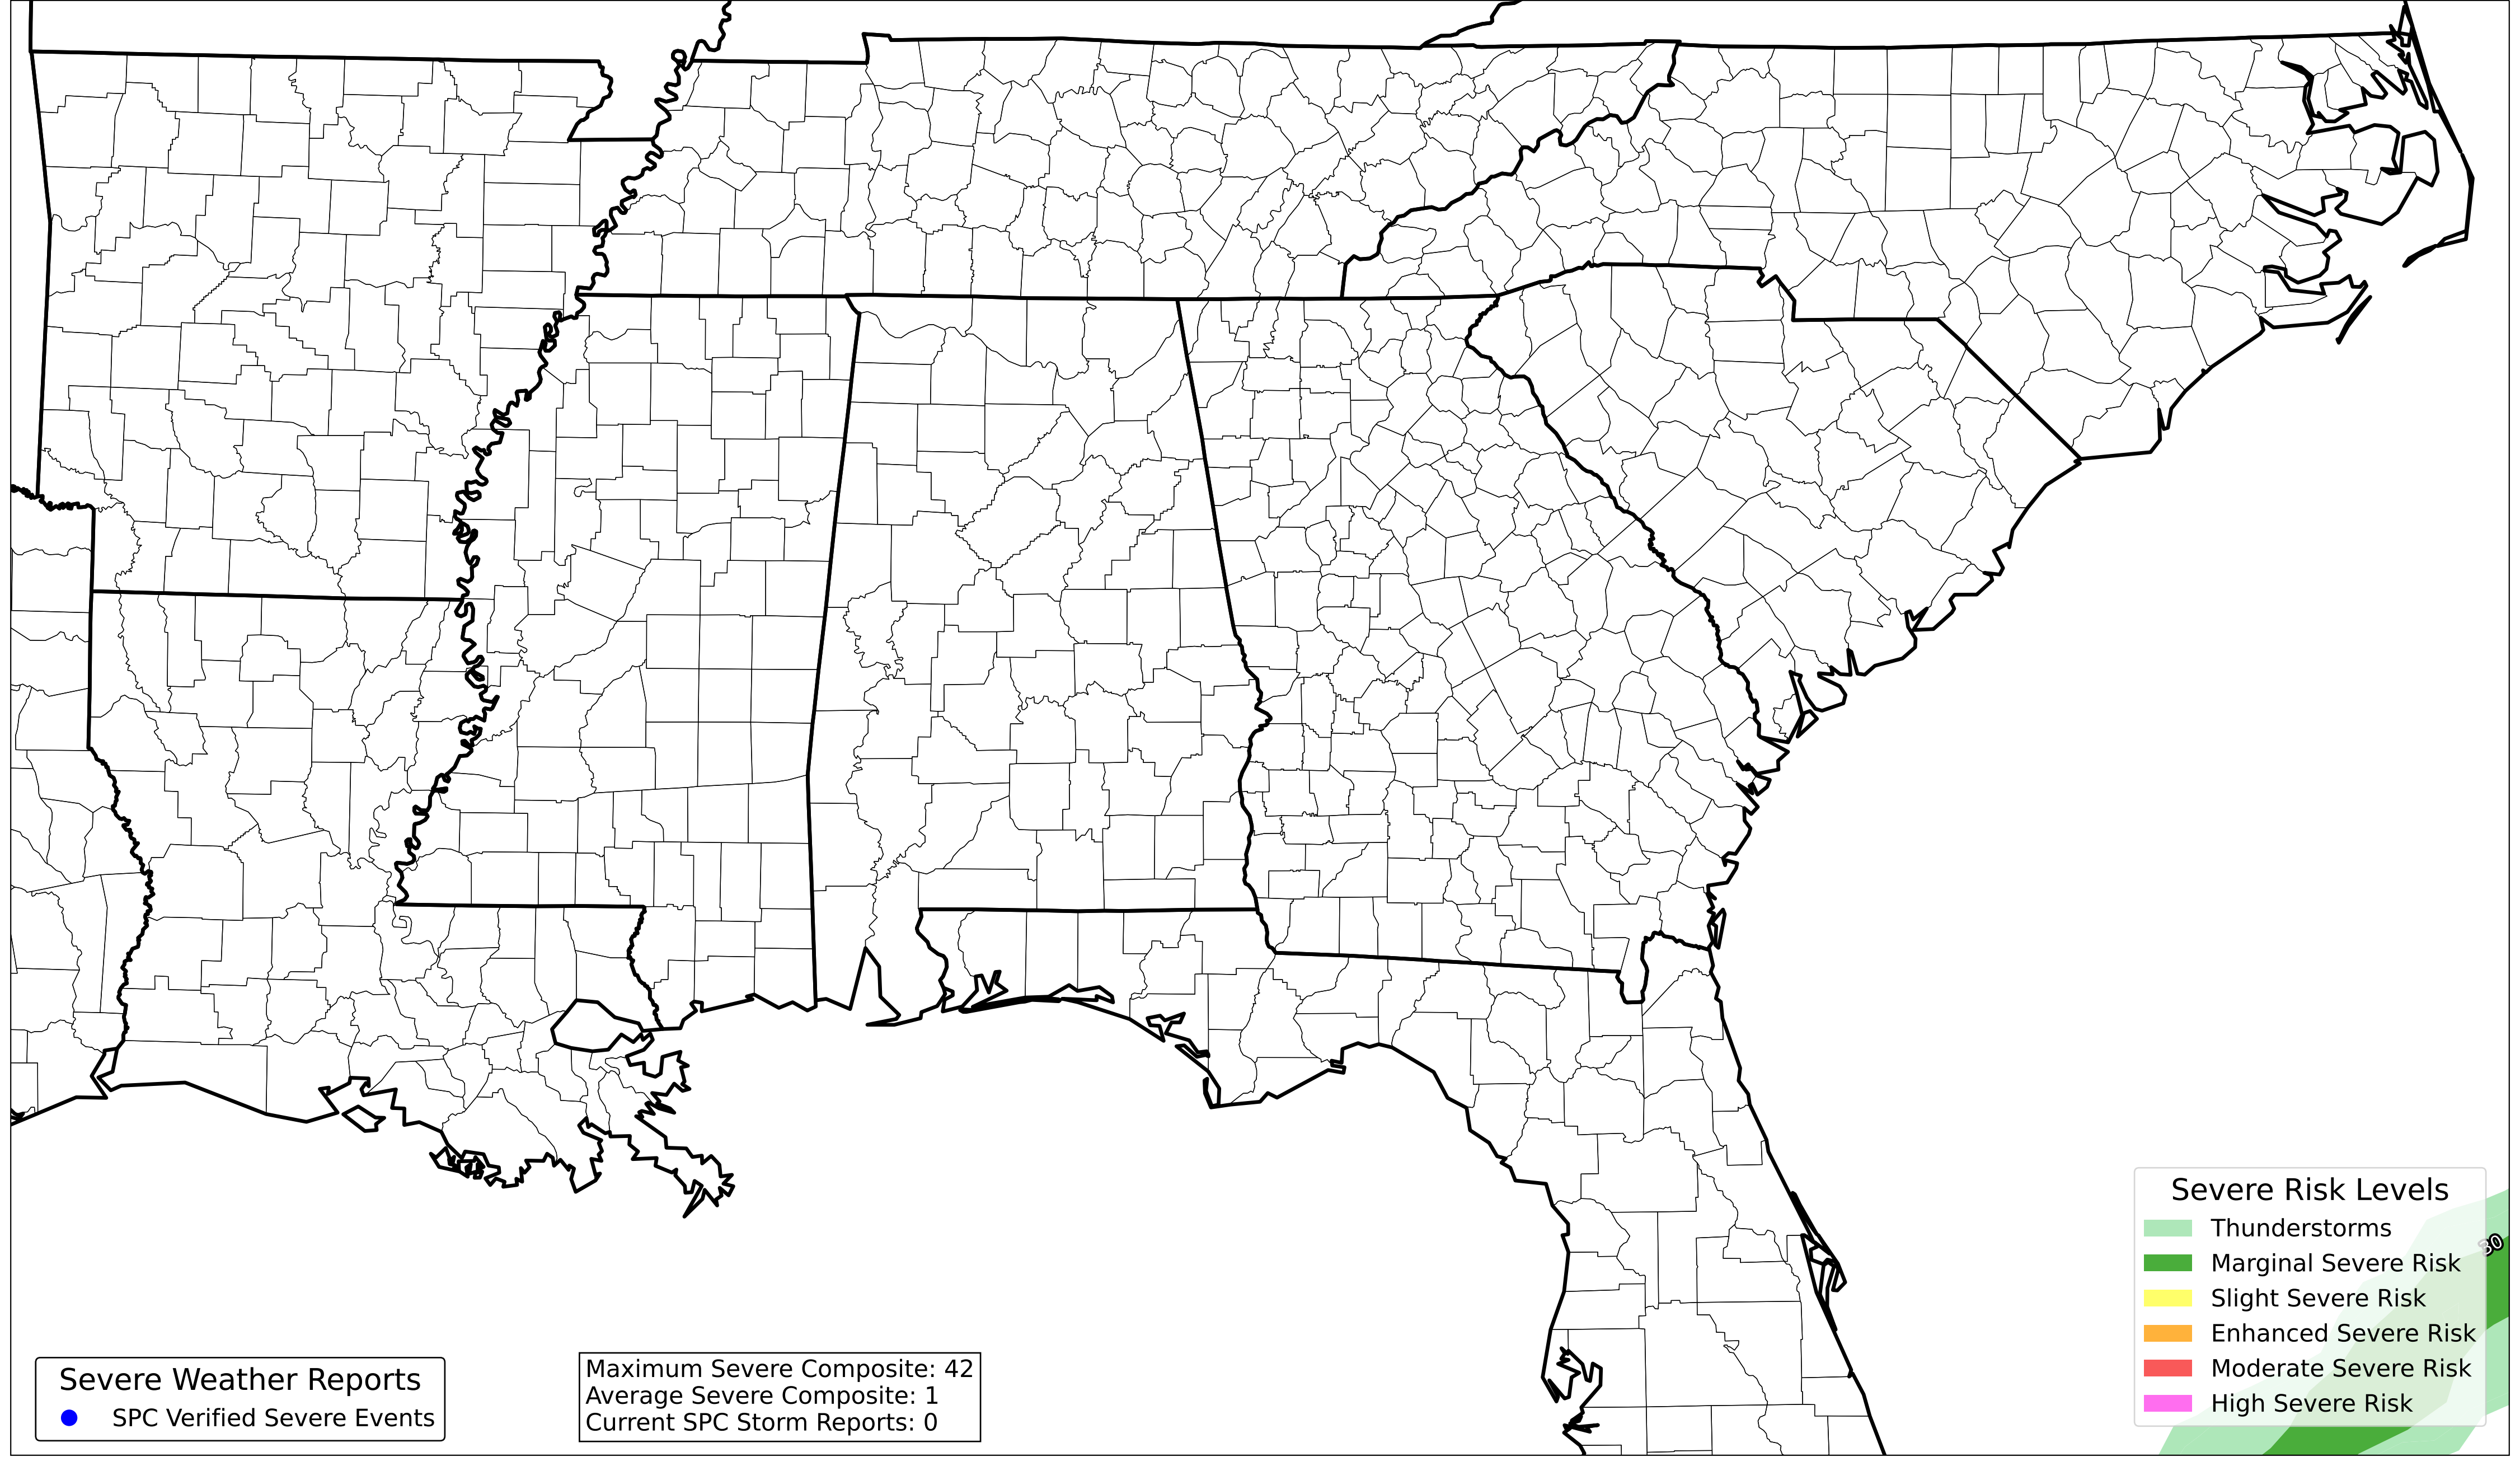 Severe Risk Levels
Thunderstorms
30
Marginal Severe Risk
Slight Severe Risk
Enhanced Severe Risk
Moderate Severe Risk
High Severe Risk
Severe Weather Reports
SPC Verified Severe Events
Maximum Severe Composite: 42
Average Severe Composite: 1
Current SPC Storm Reports: 0